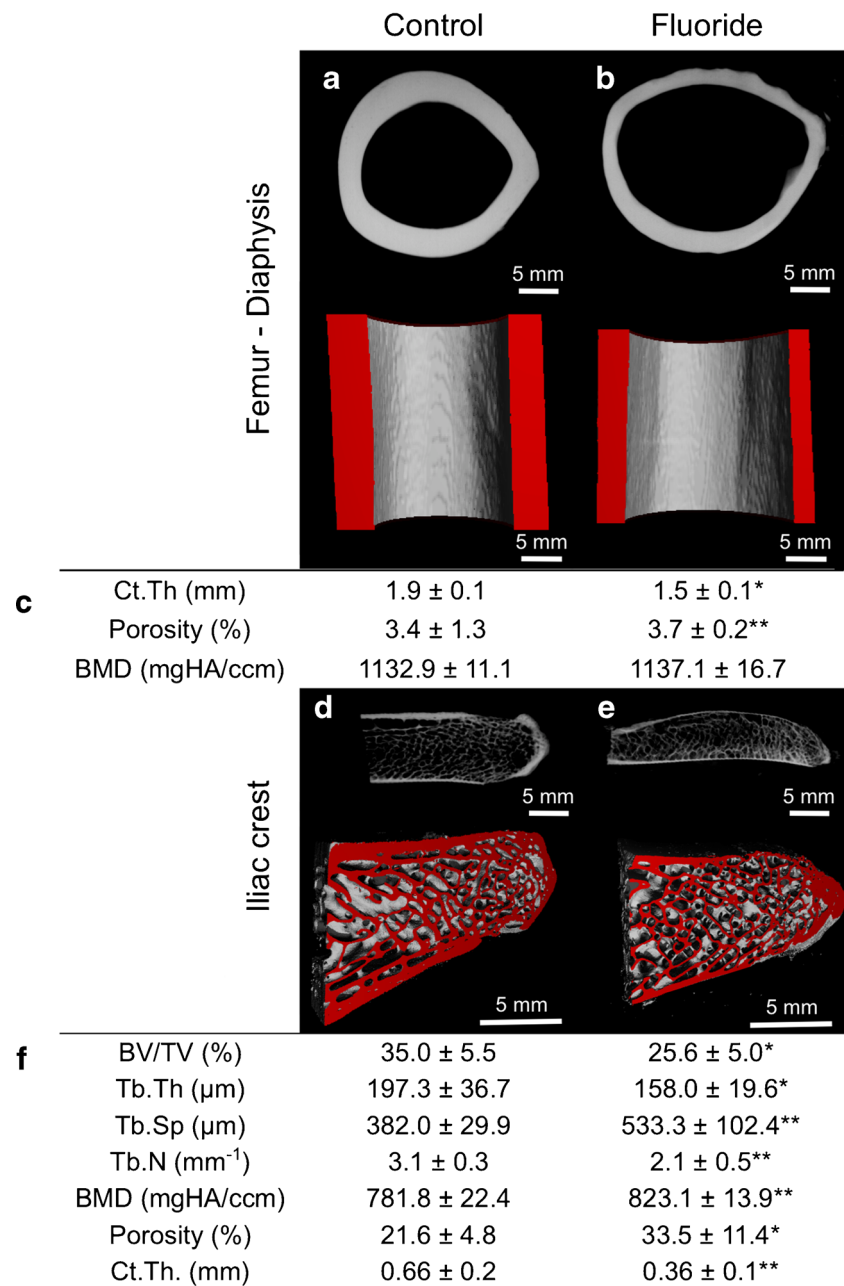 Control Fluoride
a b
Femur - Diaphysis
5 mm 5 mm
5 mm 5 mm
c
Ct.Th (mm) 1.9 ± 0.1 1.5 ± 0.1*
Porosity (%) 3.4 ± 1.3 3.7 ± 0.2**
BMD (mgHA/ccm) 1132.9 ± 11.1 1137.1 ± 16.7
d e
Iliac crest
5 mm 5 mm
5 mm 5 mm
f
BV/TV (%) 35.0 ± 5.5 25.6 ± 5.0*
Tb.Th (µm) 197.3 ± 36.7 158.0 ± 19.6*
Tb.Sp (µm) 382.0 ± 29.9 533.3 ± 102.4**
Tb.N (mm⁻¹) 3.1 ± 0.3 2.1 ± 0.5**
BMD (mgHA/ccm) 781.8 ± 22.4 823.1 ± 13.9**
Porosity (%) 21.6 ± 4.8 33.5 ± 11.4*
Ct.Th. (mm) 0.66 ± 0.2 0.36 ± 0.1**